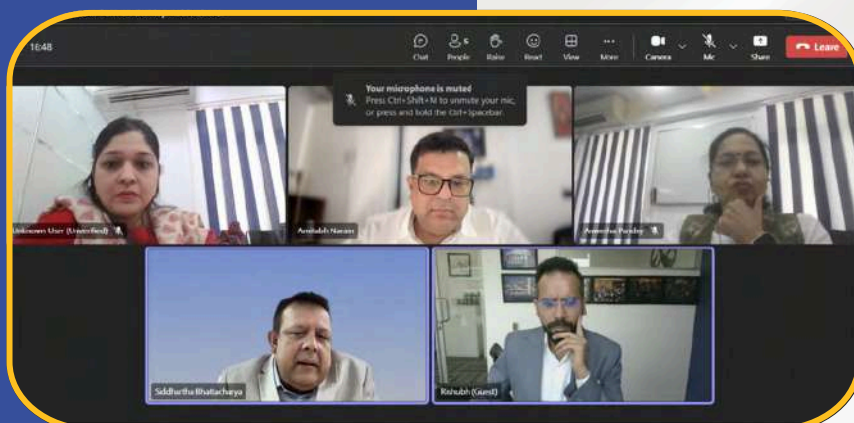 16:48
Chat People Raise React View More Camera Mic Share Leave
6
Your microphone is muted
Press Ctrl+Shift+M to unmute your mic,
or press and hold the Ctrl+Spacebar.
Unknown User (Unverified)
Amitabh Narain
Pandey
Siddhartha Bhattacharya
Rishubh (Guest)